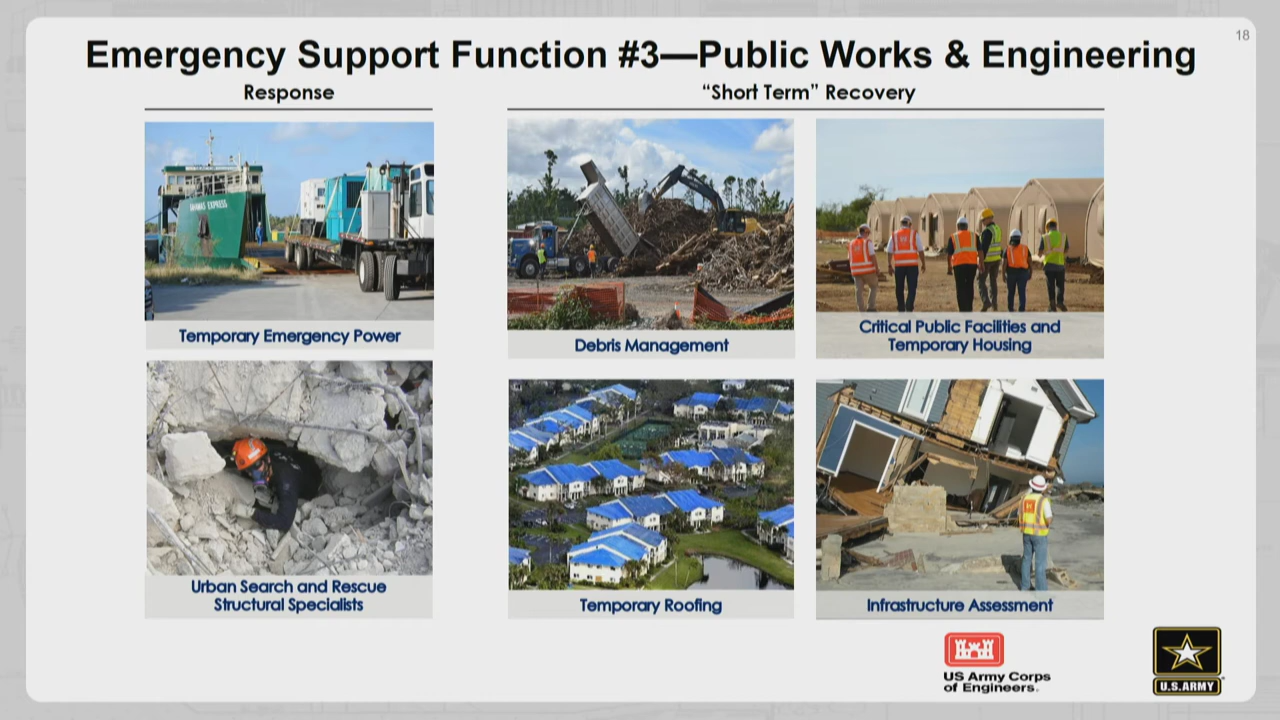 18
Emergency Support Function #3—Public Works & Engineering
Response
“Short Term” Recovery
BAHAMAS EXPRESS
Temporary Emergency Power
Debris Management
Critical Public Facilities and
Temporary Housing
Urban Search and Rescue
Structural Specialists
Temporary Roofing
Infrastructure Assessment
US Army Corps
of Engineers®
U.S. ARMY